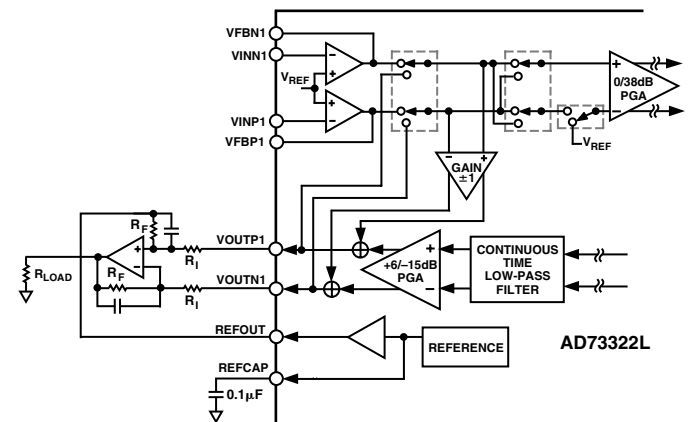 VFBN1
VINN1
VREF
VINP1
VFBP1
0/38dB
PGA
VREF
GAIN
±1
RF
VOUTP1
RI
RLOAD
RF
VOUTN1
RI
+6/–15dB
PGA
CONTINUOUS
TIME
LOW-PASS
FILTER
REFOUT
REFERENCE
AD73322L
REFCAP
0.1μF